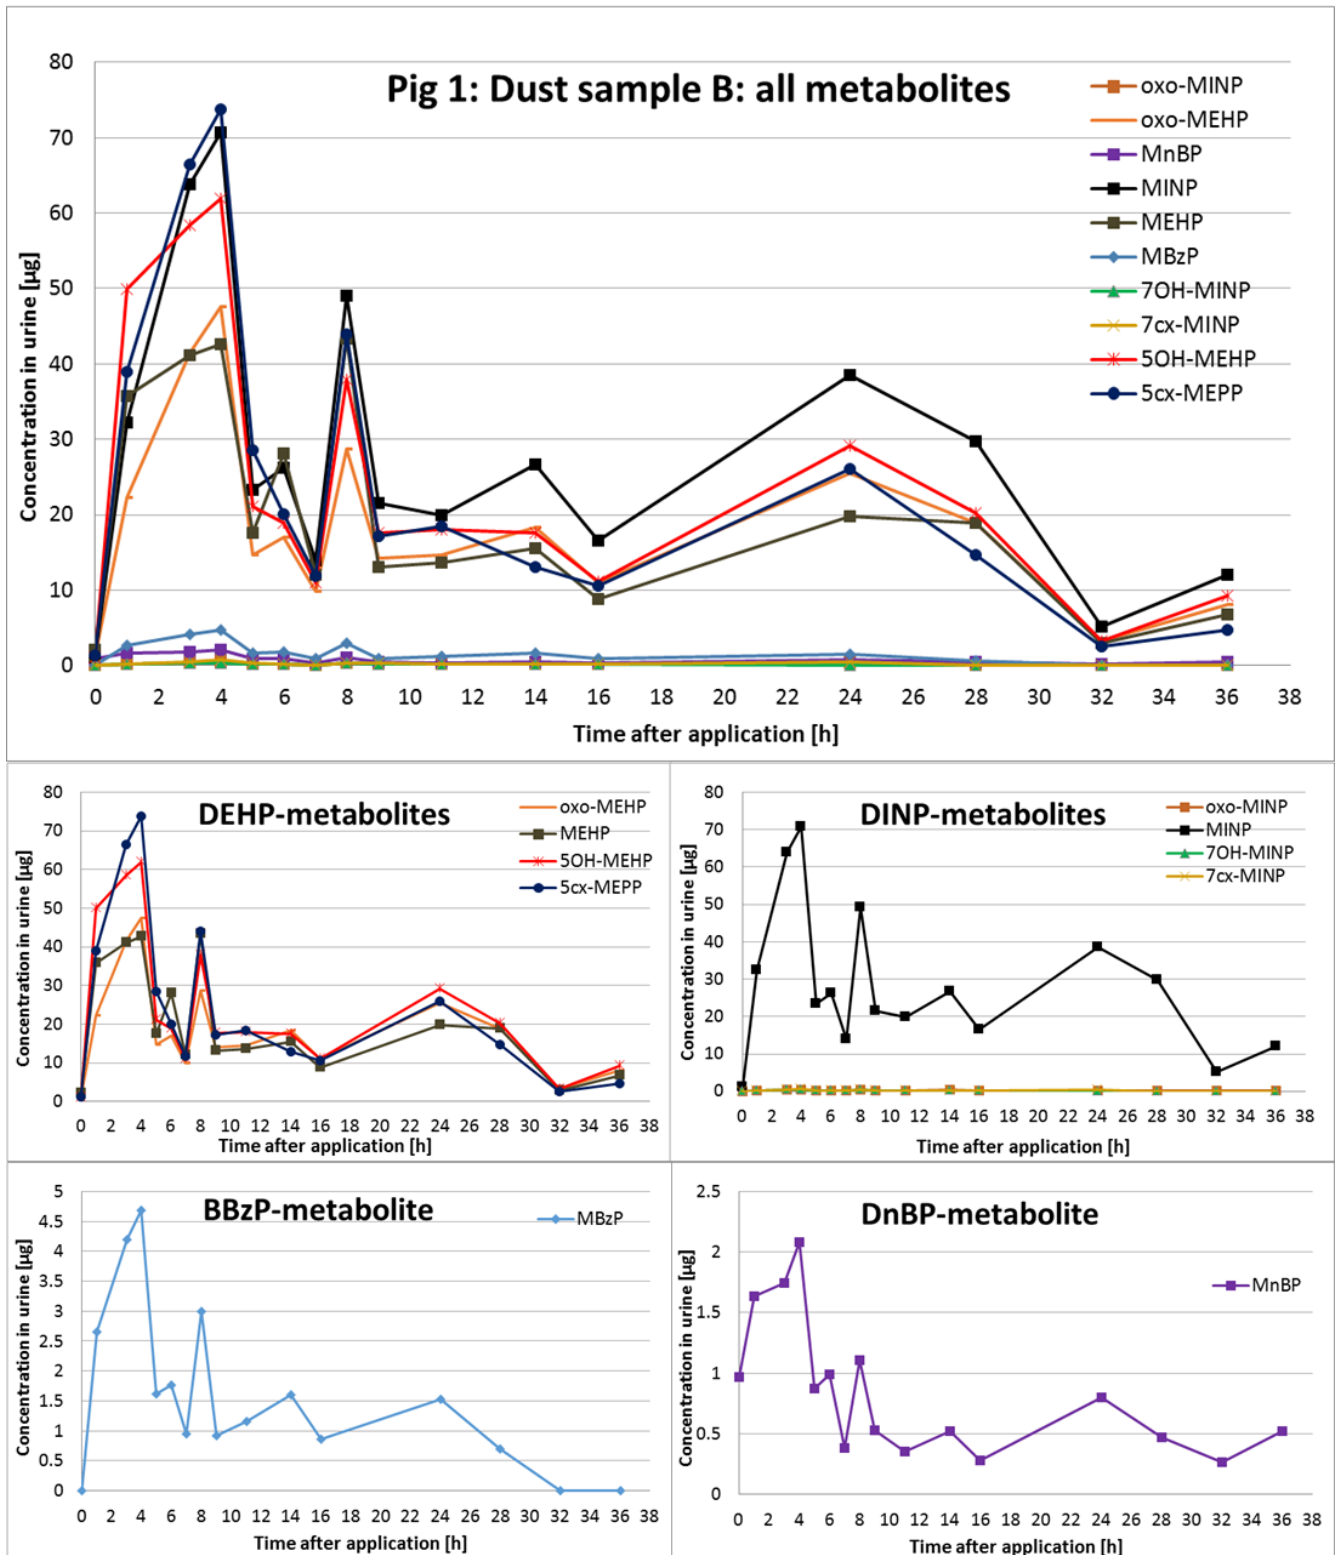 Pig 1: Dust sample B: all metabolites
Concentration in urine [µg]
80
70
60
50
40
30
20
10
0
0 2 4 6 8 10 12 14 16 18 20 22 24 26 28 30 32 34 36 38
Time after application [h]
oxo-MINP
oxo-MEHP
MnBP
MINP
MEHP
MBzP
7OH-MINP
7cx-MINP
5OH-MEHP
5cx-MEPP
DEHP-metabolites
Concentration in urine [µg]
80
70
60
50
40
30
20
10
0
0 2 4 6 8 10 12 14 16 18 20 22 24 26 28 30 32 34 36 38
Time after application [h]
oxo-MEHP
MEHP
5OH-MEHP
5cx-MEPP
DINP-metabolites
Concentration in urine [µg]
80
70
60
50
40
30
20
10
0
0 2 4 6 8 10 12 14 16 18 20 22 24 26 28 30 32 34 36 38
Time after application [h]
oxo-MINP
MINP
7OH-MINP
7cx-MINP
BBzP-metabolite
Concentration in urine [µg]
5
4.5
4
3.5
3
2.5
2
1.5
1
0.5
0
0 2 4 6 8 10 12 14 16 18 20 22 24 26 28 30 32 34 36 38
Time after application [h]
MBzP
DnBP-metabolite
Concentration in urine [µg]
2.5
2
1.5
1
0.5
0
0 2 4 6 8 10 12 14 16 18 20 22 24 26 28 30 32 34 36 38
Time after application [h]
MnBP